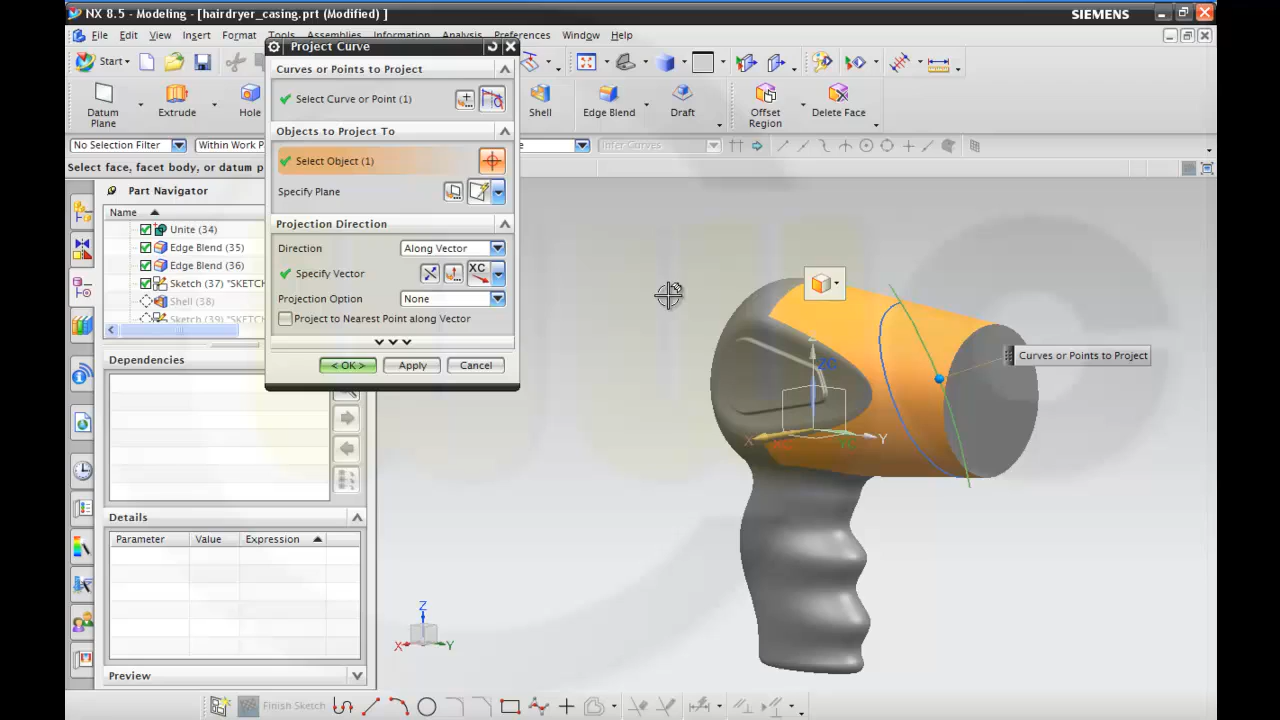 NX 8.5 - Modeling - [hairdryer_casing.prt (Modified) ]
SIEMENS
File Edit View Insert Format Tools Assemblies Information Analysis Preferences Window Help
Project Curve
Start
Curves or Points to Project
Select Curve or Point (1)
Objects to Project To
Select Object (1)
Specify Plane
Projection Direction
Direction
Along Vector
Specify Vector
XC
Projection Option
None
Project to Nearest Point along Vector
< OK >
Apply
Cancel
Datum Plane
Extrude
Hole
Shell
Edge Blend
Draft
Offset Region
Delete Face
No Selection Filter
Within Work P
Infer Curves
Select face, facet body, or datum p
Part Navigator
Name
Unite (34)
Edge Blend (35)
Edge Blend (36)
Sketch (37) "SKETCH
Shell (38)
Sketch (39) "SKETCH
Dependencies
Details
Parameter Value Expression
Preview
Curves or Points to Project
ZC
X
Y
Z
X
Y
Finish Sketch